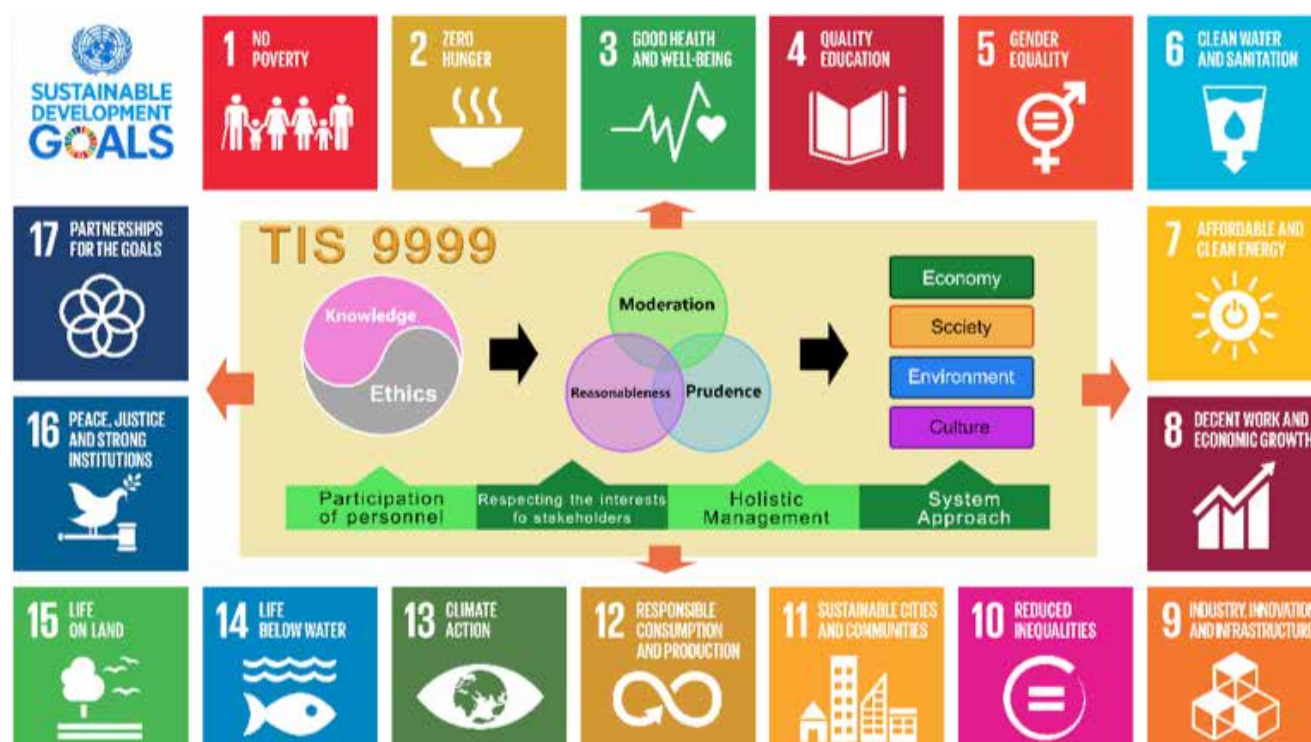 SUSTAINABLE
DEVELOPMENT
GOALS
1 NO
POVERTY
2 ZERO
HUNGER
3 GOOD HEALTH
AND WELL-BEING
4 QUALITY
EDUCATION
5 GENDER
EQUALITY
6 CLEAN WATER
AND SANITATION
17 PARTNERSHIPS
FOR THE GOALS
TIS 9999
Knowledge
Ethics
Moderation
Reasonableness
Prudence
Economy
Scciety
Environment
Culture
7 AFFORDABLE AND
CLEAN ENERGY
16 PEACE, JUSTICE
AND STRONG
INSTITUTIONS
8 DECENT WORK AND
ECONOMIC GROWTH
Participation
of personnel
Respecting the interests
fo stakeholders
Holistic
Management
System
Approach
15 LIFE
ON LAND
14 LIFE
BELOW WATER
13 CLIMATE
ACTION
12 RESPONSIBLE
CONSUMPTION
AND PRODUCTION
11 SUSTAINABLE CITIES
AND COMMUNITIES
10 REDUCED
INEQUALITIES
9 INDUSTRY, INNOVATION
AND INFRASTRUCTURE